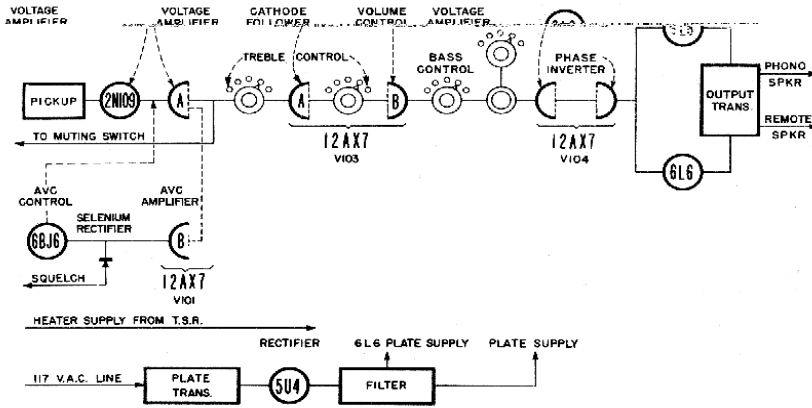 VOLTAGE AMPLIFIER
VOLTAGE AMPLIFIER
CATHODE FOLLOWER
VOLUME CONTROL
VOLTAGE AMPLIFIER
TREBLE CONTROL
BASS CONTROL
PHASE INVERTER
PICKUP
2N109
A
A
B
OUTPUT TRANS.
PHONO SPKR
REMOTE SPKR
TO MUTING SWITCH
12AX7
V103
12AX7
V104
6L6
6L6
AVC CONTROL
AVC AMPLIFIER
SELENIUM RECTIFIER
6BJ6
B
SQUELCH
12AX7
V101
HEATER SUPPLY FROM T.S.R.
RECTIFIER
6L6 PLATE SUPPLY
PLATE SUPPLY
117 V.A.C. LINE
PLATE TRANS.
5U4
FILTER